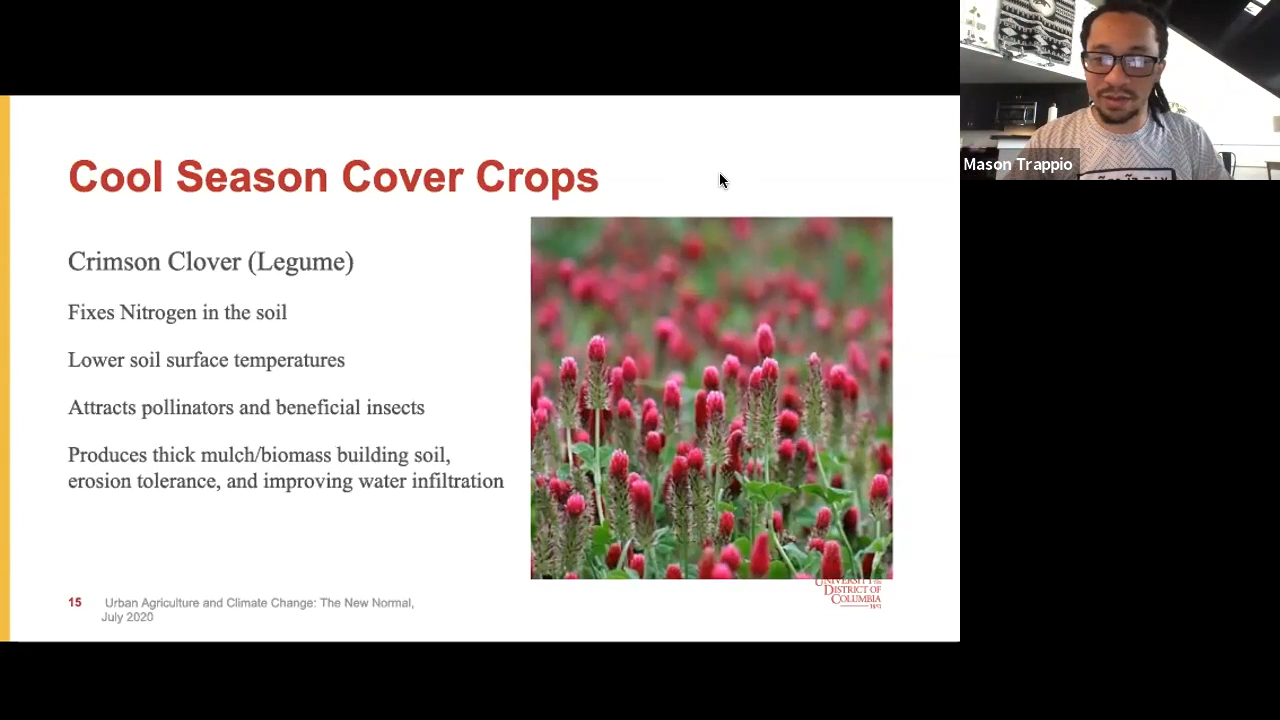 Cool Season Cover Crops
Mason Trappio
Crimson Clover (Legume)
Fixes Nitrogen in the soil
Lower soil surface temperatures
Attracts pollinators and beneficial insects
Produces thick mulch/biomass building soil,
erosion tolerance, and improving water infiltration
15 Urban Agriculture and Climate Change: The New Normal,
July 2020
UNIVERSITY OF THE
DISTRICT OF
COLUMBIA